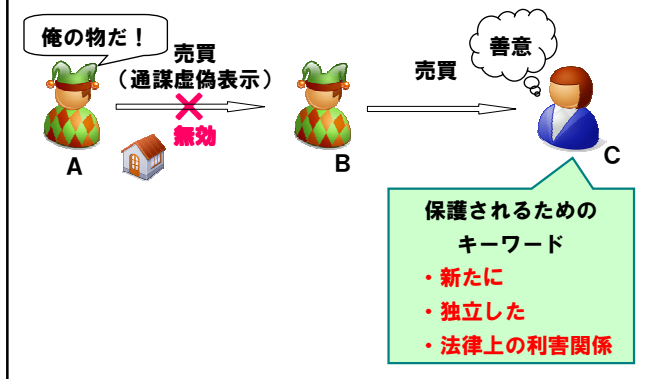 俺の物だ！
売買
（通謀虚偽表示）
無効
A
B
売買
善意
C
保護されるための
キーワード
・新たに
・独立した
・法律上の利害関係